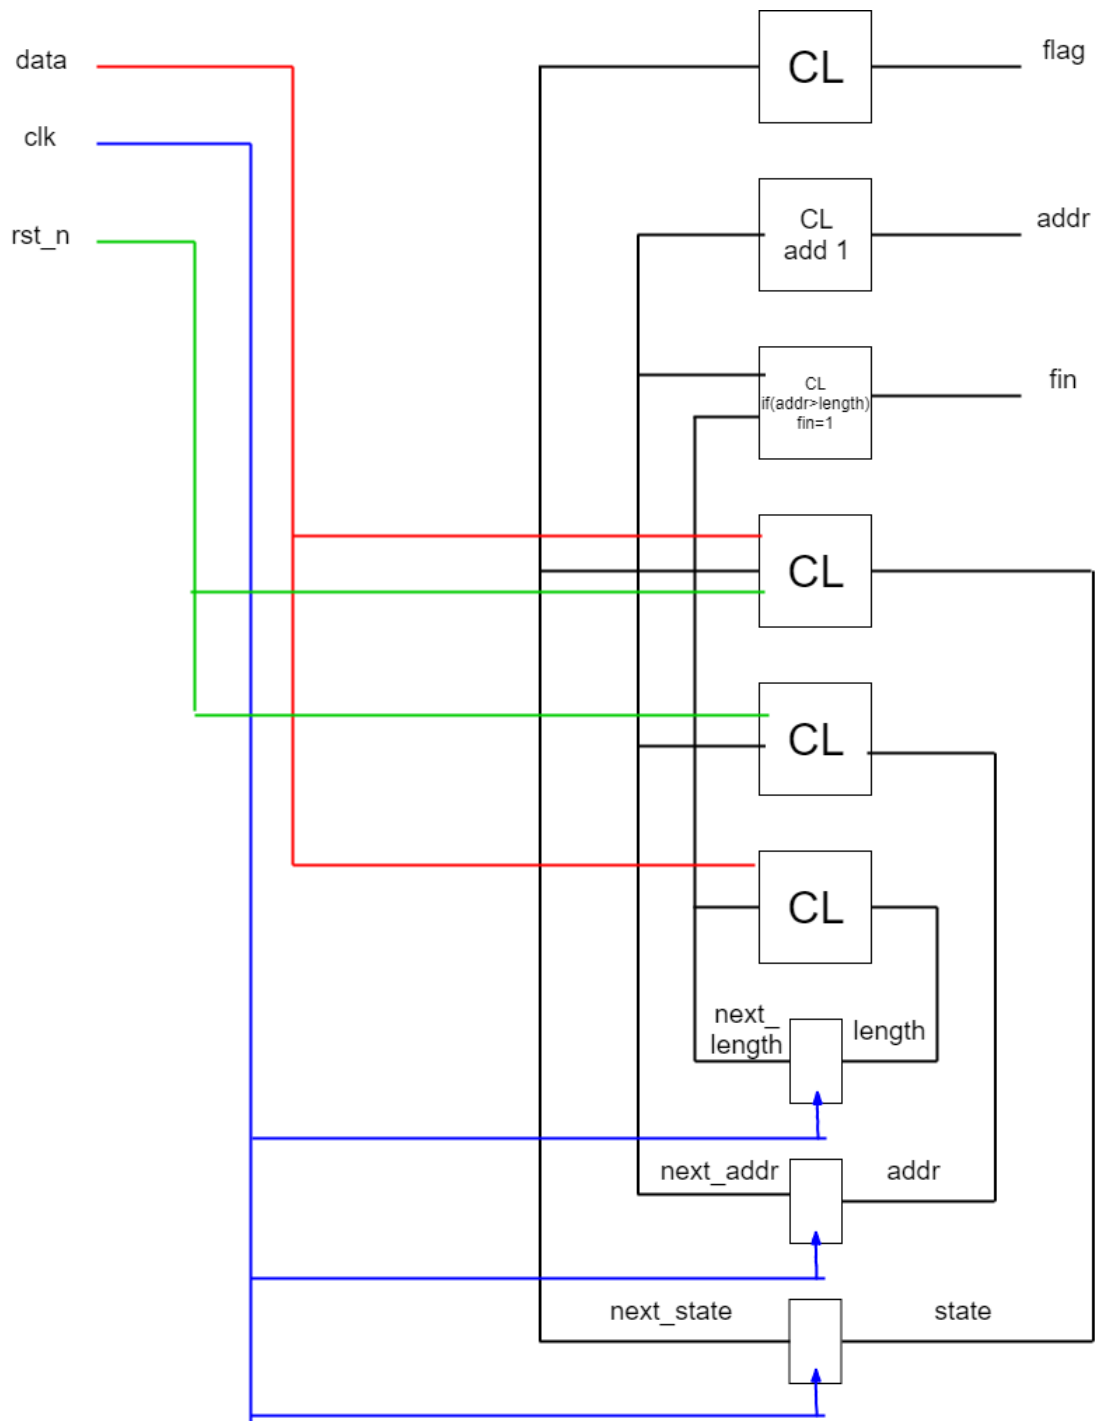 data
clk
rst_n
CL
flag
CL
add 1
addr
CL
if(addr>length)
fin=1
fin
CL
CL
CL
next_
length
length
next_addr
addr
next_state
state